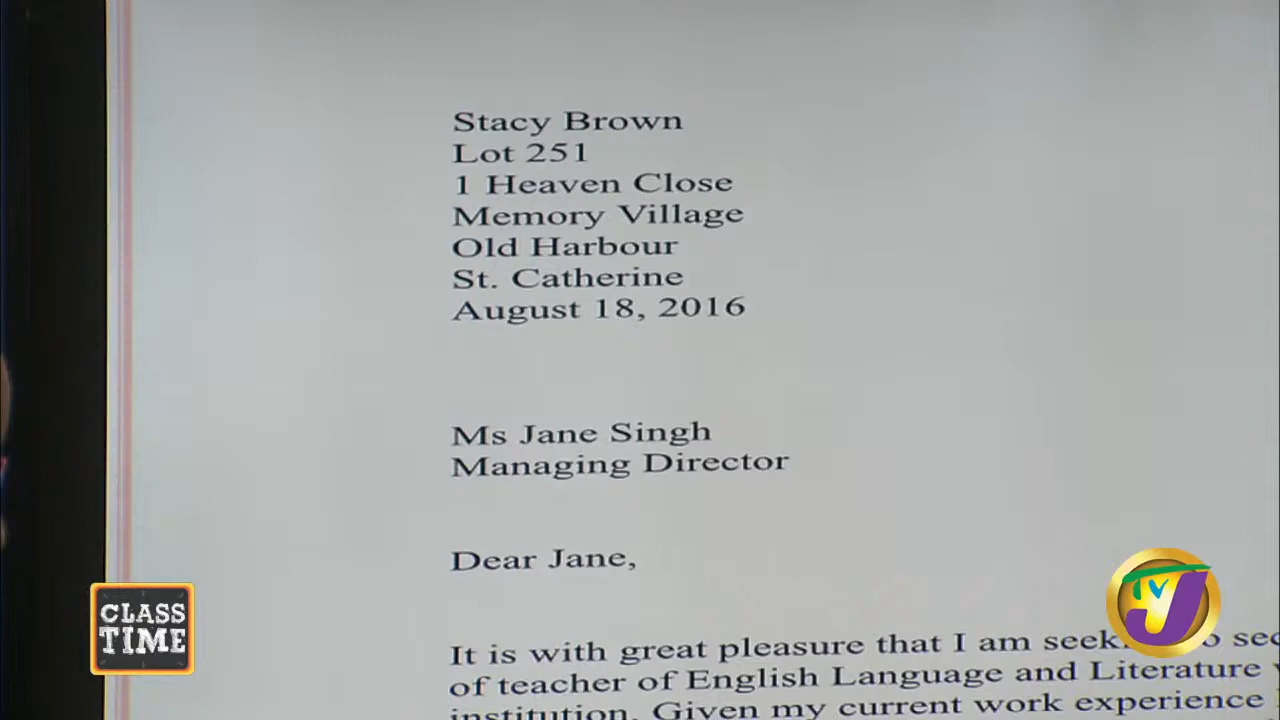 Stacy Brown
Lot 251
1 Heaven Close
Memory Village
Old Harbour
St. Catherine
August 18, 2016
Ms Jane Singh
Managing Director
Dear Jane,
It is with great pleasure that I am
of teacher of English Language and Literature
institution. Given my current work experience
CLASS
TIME
TVJ